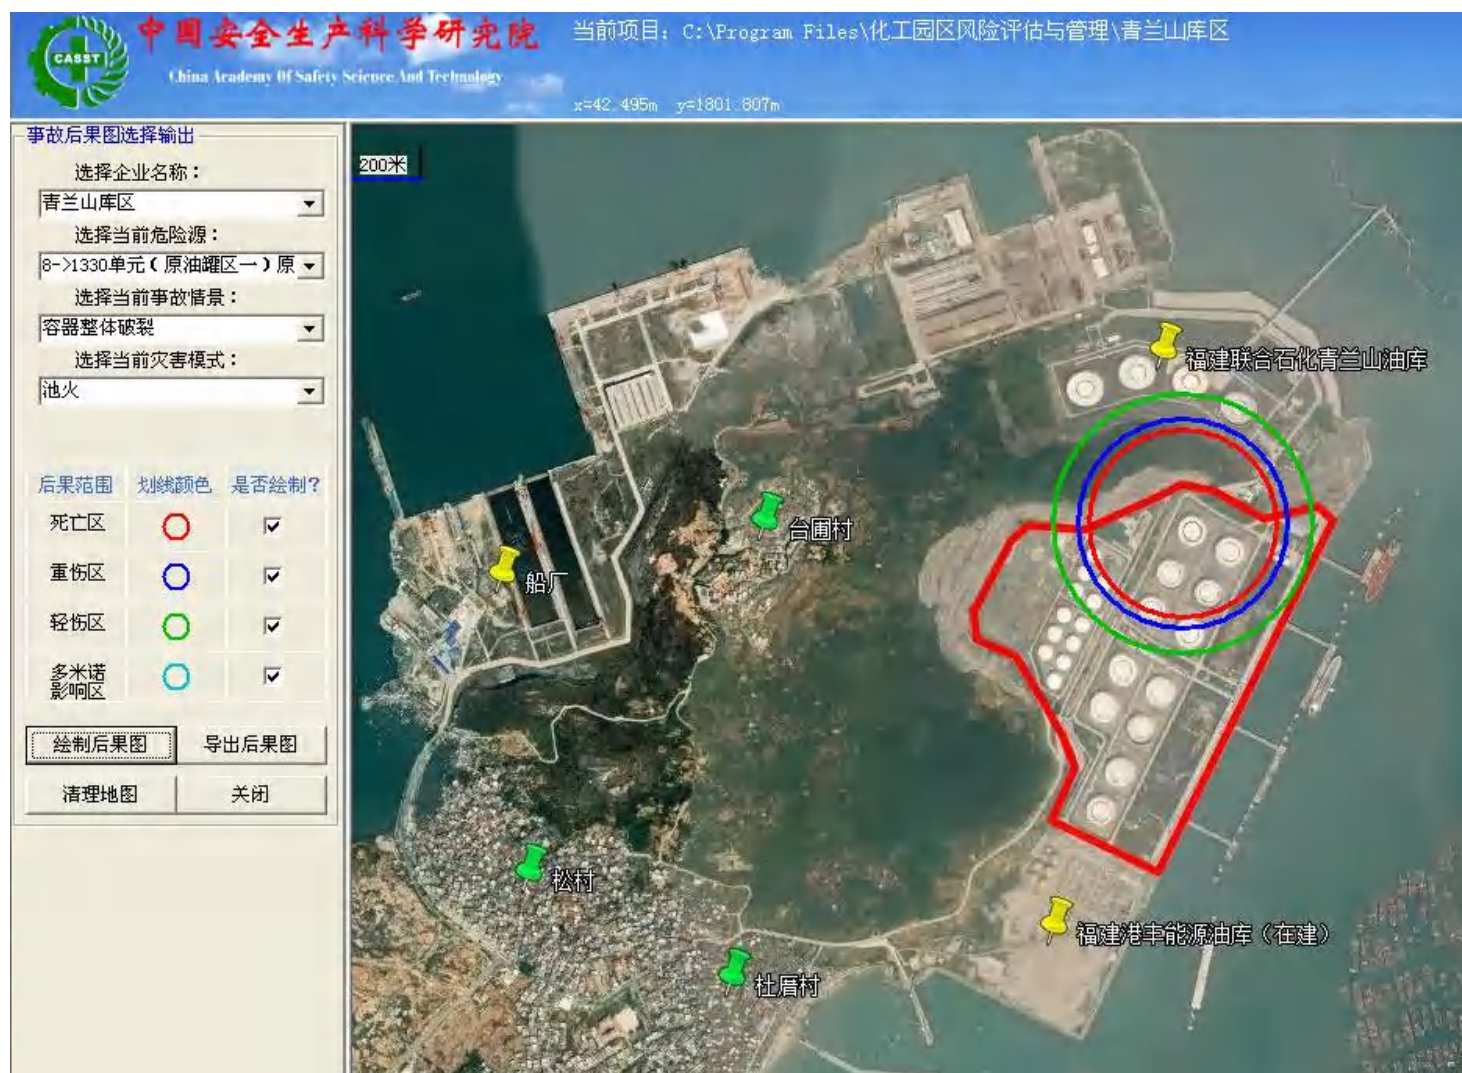 CASST
中国安全生产科学研究院
China Academy Of Safety Science And Technology
当前项目：C:\Program Files\化工园区风险评估与管理\青兰山库区
x=42.495m y=1801.807m
事故后果图选择输出
选择企业名称：
青兰山库区
选择当前危险源：
8->1330单元（原油罐区一）原
选择当前事故情景：
容器整体破裂
选择当前灾害模式：
池火
后果范围 划线颜色 是否绘制?
死亡区
重伤区
轻伤区
多米诺
影响区
绘制后果图 导出后果图
清理地图 关闭
200米
福建联合石化青兰山油库
台圃村
船厂
松村
杜厝村
福建港丰能源油库（在建）